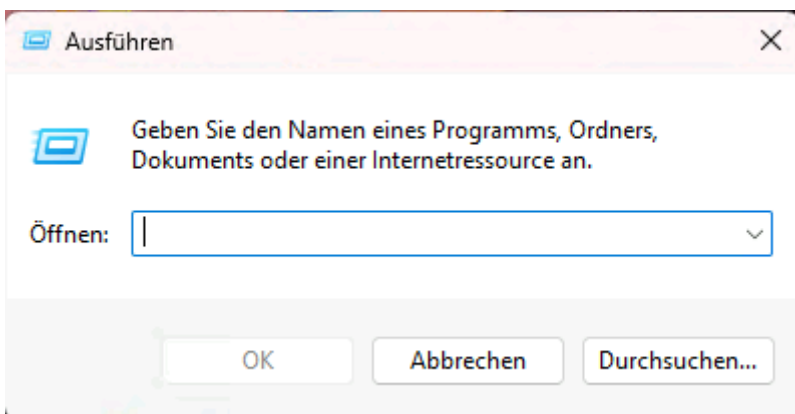 Ausführen
Geben Sie den Namen eines Programms, Ordners,
Dokuments oder einer Internetressource an.
Öffnen:
OK
Abbrechen
Durchsuchen...